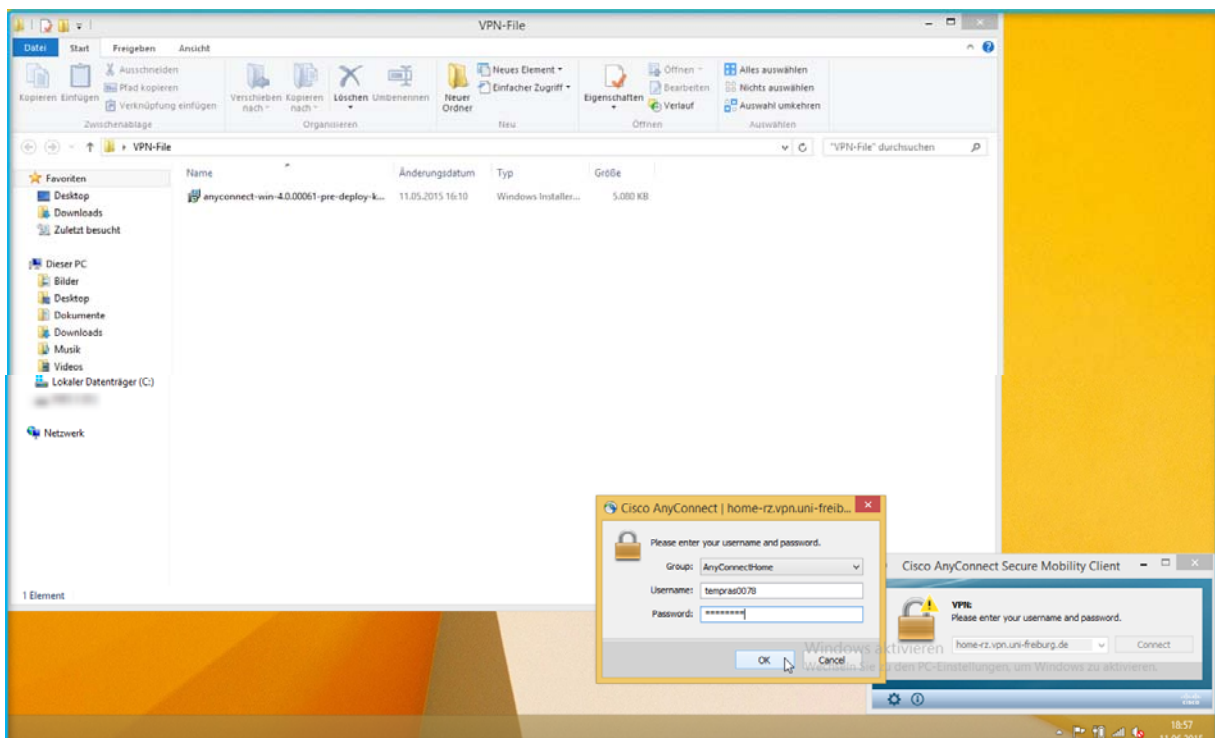 VPN-File
Datei Start Freigeben Ansicht
Kopieren Einfügen
Ausschneiden
Pfad kopieren
Verknüpfung einfügen
Zwischenablage
Verschieben nach
Kopieren nach
Löschen
Umbenennen
Organisieren
Neuer Ordner
Neues Element
Einfacher Zugriff
Neu
Eigenschaften
Öffnen
Bearbeiten
Verlauf
Öffnen
Alles auswählen
Nichts auswählen
Auswahl umkehren
Auswählen
VPN-File
"VPN-File" durchsuchen
Name Änderungsdatum Typ Größe
anyconnect-win-4.0.00061-pre-deploy-k... 11.05.2015 16:10 Windows Installer... 5.080 KB
Favoriten
Desktop
Downloads
Zuletzt besucht
Dieser PC
Bilder
Desktop
Dokumente
Downloads
Musik
Videos
Lokaler Datenträger (C:)
Netzwerk
1 Element
Cisco AnyConnect | home-rz.vpn.uni-freib...
Please enter your username and password.
Group: AnyConnectHome
Username: tempras0078
Password: ********
OK Cancel
Cisco AnyConnect Secure Mobility Client
VPN:
Please enter your username and password.
home-rz.vpn.uni-freiburg.de Connect
Windows aktivieren
Wechseln Sie zu den PC-Einstellungen, um Windows zu aktivieren.
18:57